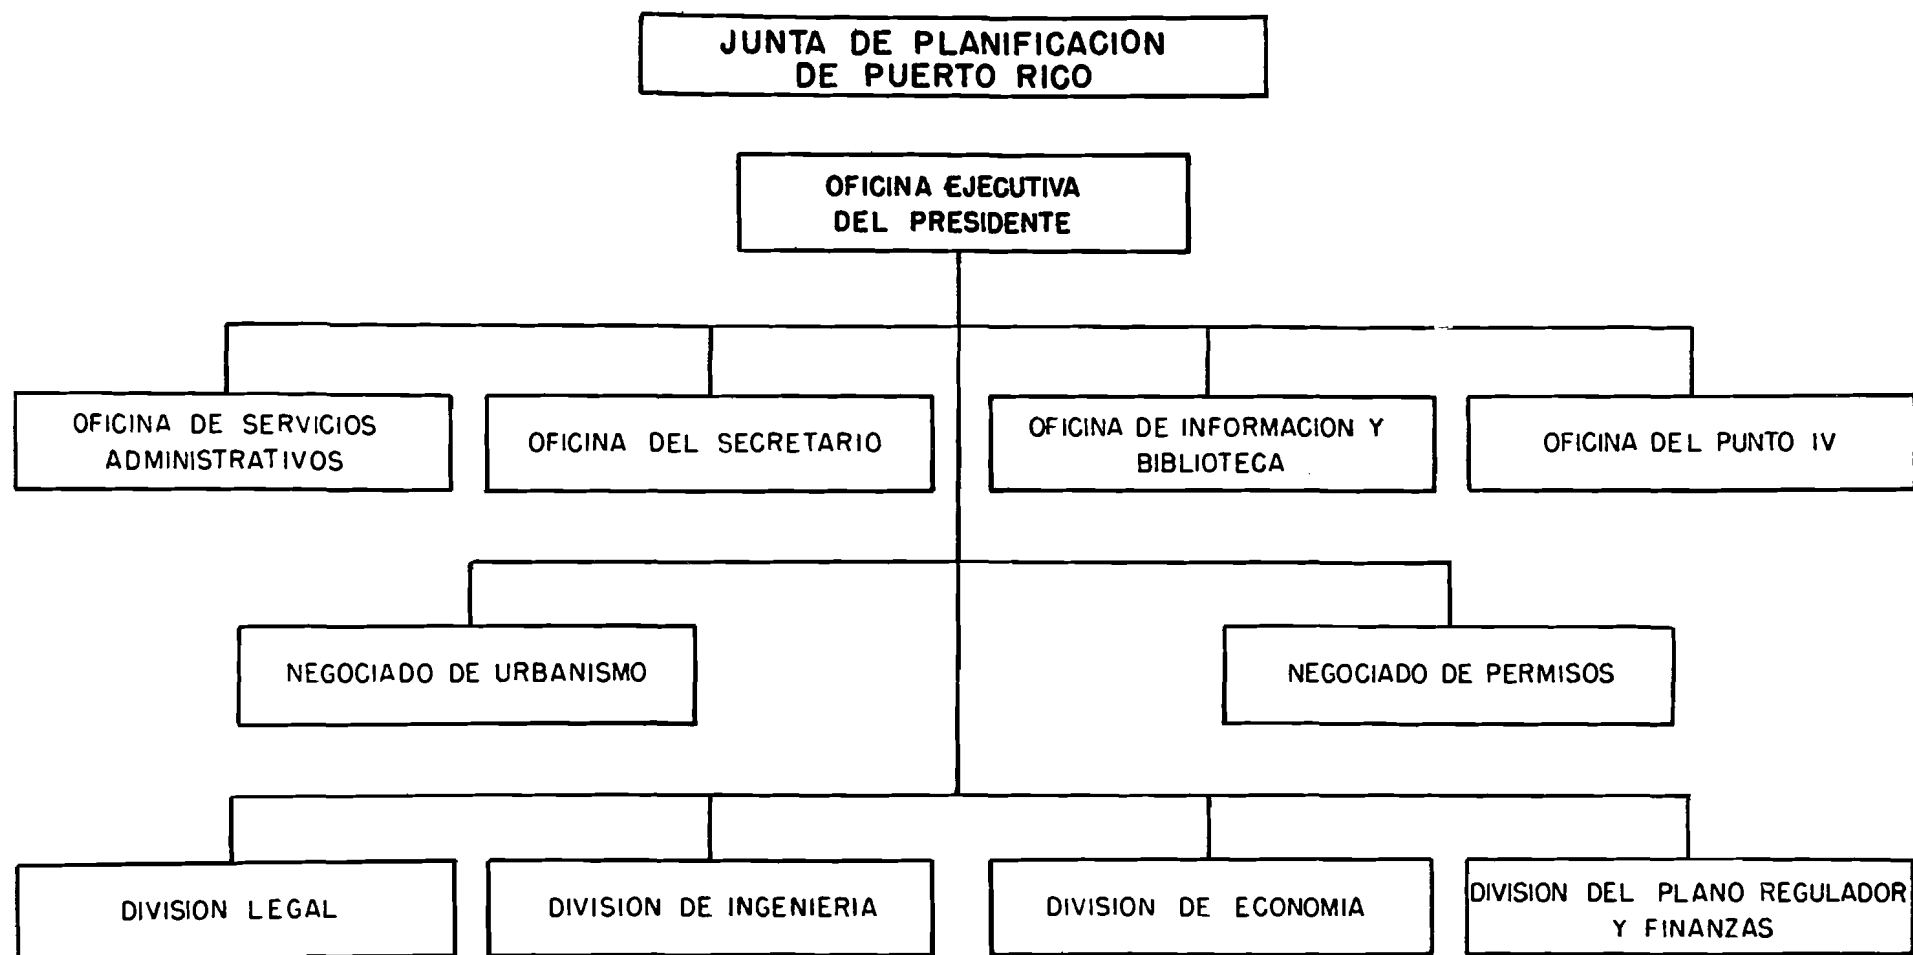 JUNTA DE PLANIFICACION
DE PUERTO RICO
OFICINA EJECUTIVA
DEL PRESIDENTE
OFICINA DE SERVICIOS
ADMINISTRATIVOS
OFICINA DEL SECRETARIO
OFICINA DE INFORMACION Y
BIBLIOTECA
OFICINA DEL PUNTO IV
NEGOCIADO DE URBANISMO
NEGOCIADO DE PERMISOS
DIVISION LEGAL
DIVISION DE INGENIERIA
DIVISION DE ECONOMIA
DIVISION DEL PLANO REGULADOR
Y FINANZAS